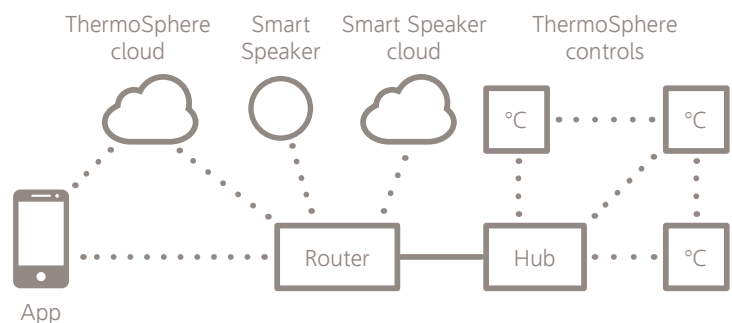 ThermoSphere
cloud
Smart
Speaker
Smart Speaker
cloud
ThermoSphere
controls
°C
°C
Router
Hub
°C
App